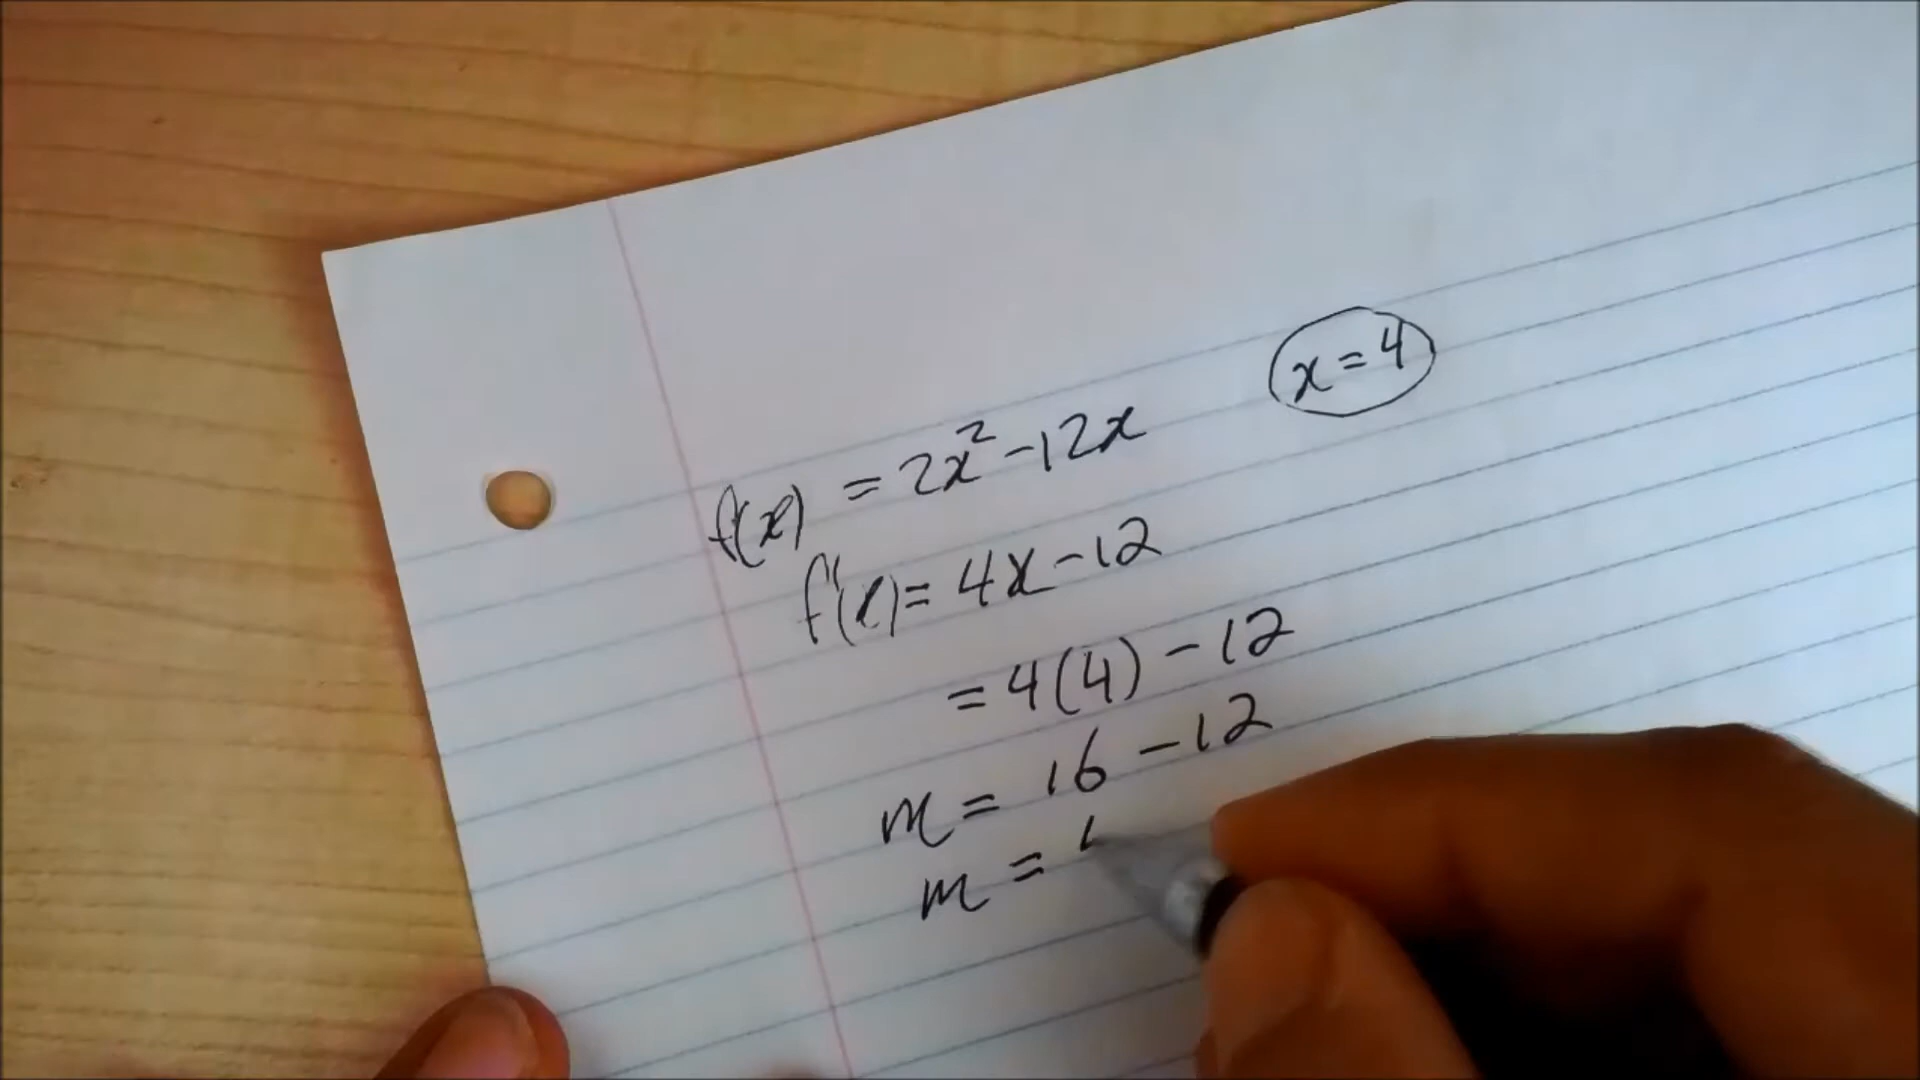 x = 4
f(x) = 2x² - 12x
f'(x) = 4x - 12
= 4(4) - 12
m = 16 - 12
m =